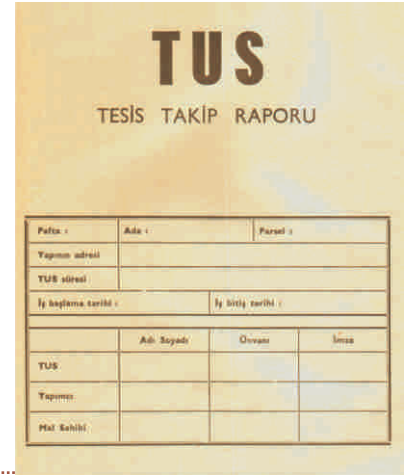 TUS
TESİS TAKİP RAPORU
Pafta : Ada : Parsel :
Yapının adresi
TUS süresi
İş başlama tarihi : İş bitiş tarihi :
Adı Soyadı Ünvanı İmza
TUS
Yapımcı
Mal Sahibi
...